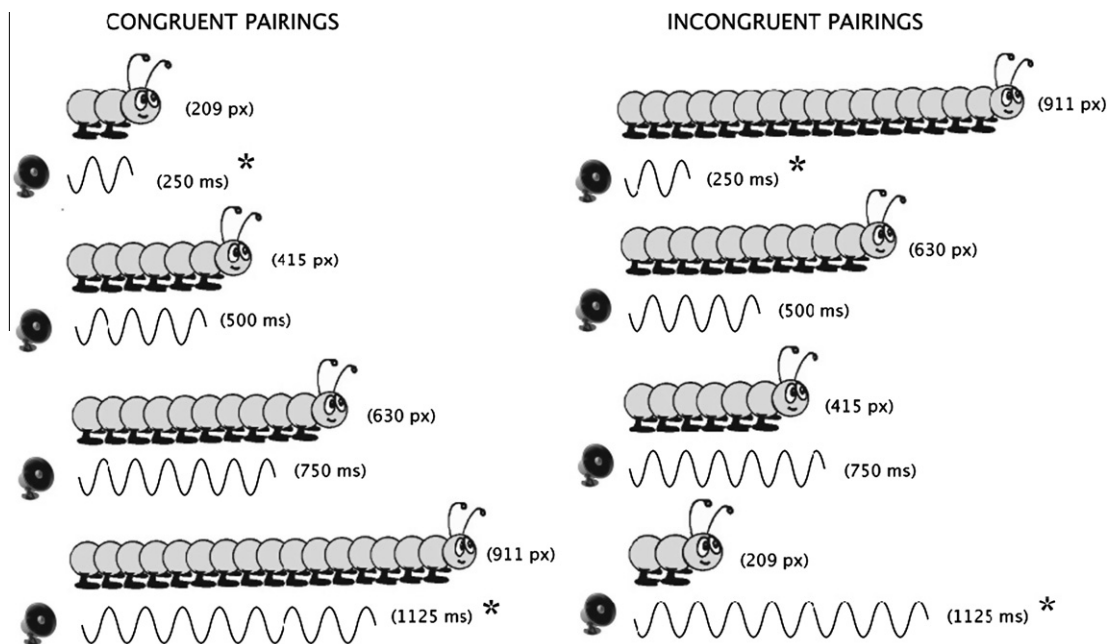 CONGRUENT PAIRINGS
(209 px)
(250 ms) *
(415 px)
(500 ms)
(630 px)
(750 ms)
(911 px)
(1125 ms) *
INCONGRUENT PAIRINGS
(911 px)
(250 ms) *
(630 px)
(500 ms)
(415 px)
(750 ms)
(209 px)
(1125 ms) *